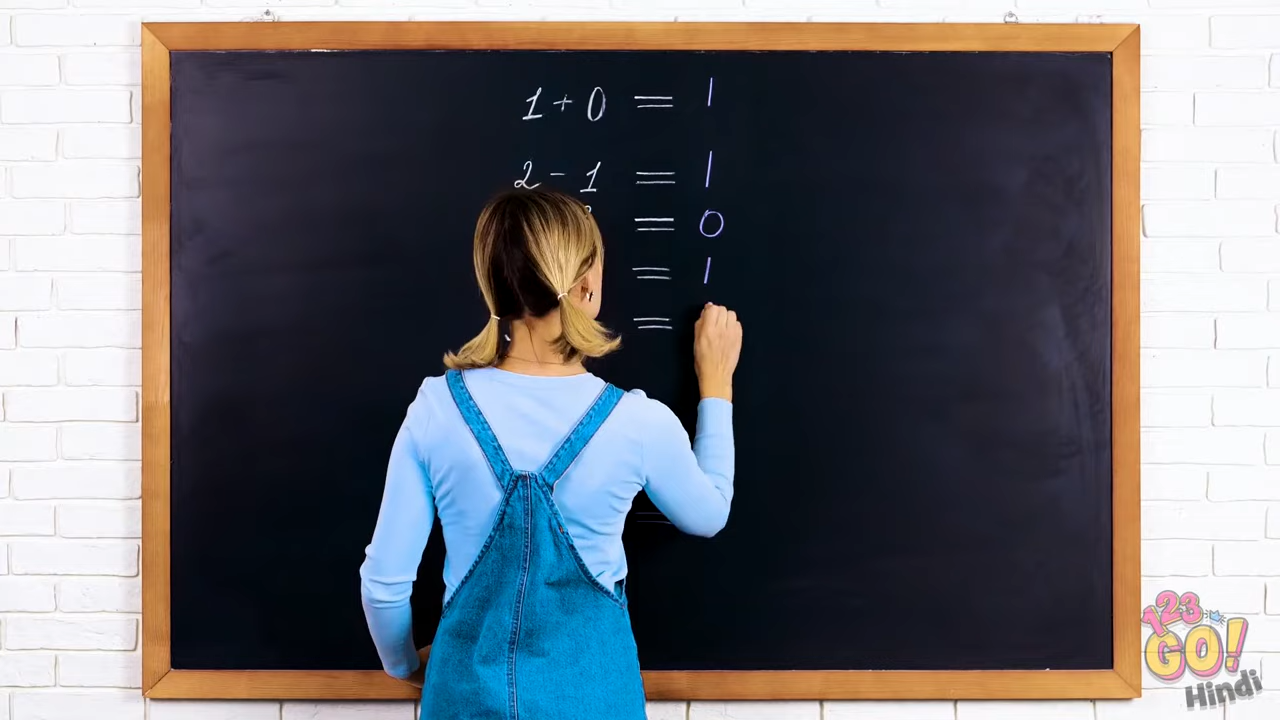 1 + 0 = 1
2 - 1 = 1
= 0
= 1
=
=
123
GO!
Hindi